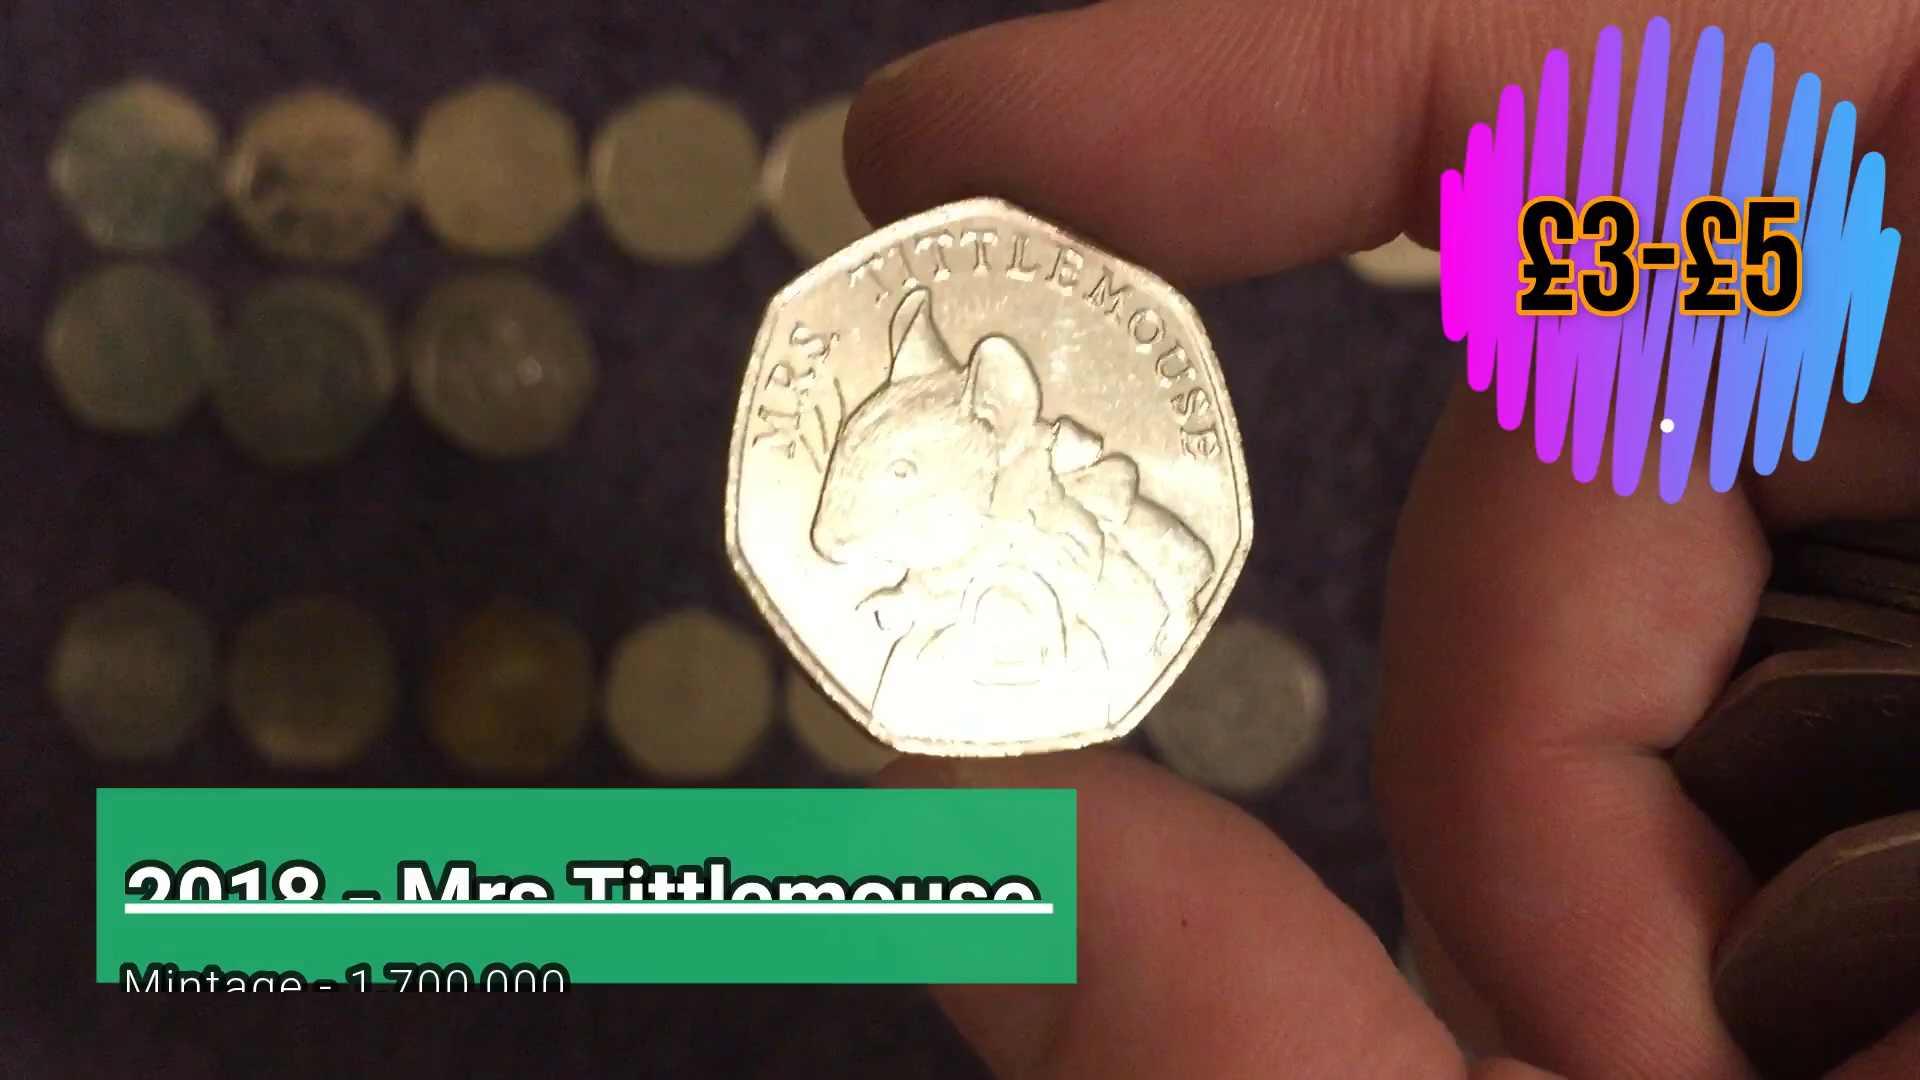 MRS TITTLEMOUSE
£3-£5
2018 - Mrs Tittlemouse
Mintage - 1,700,000